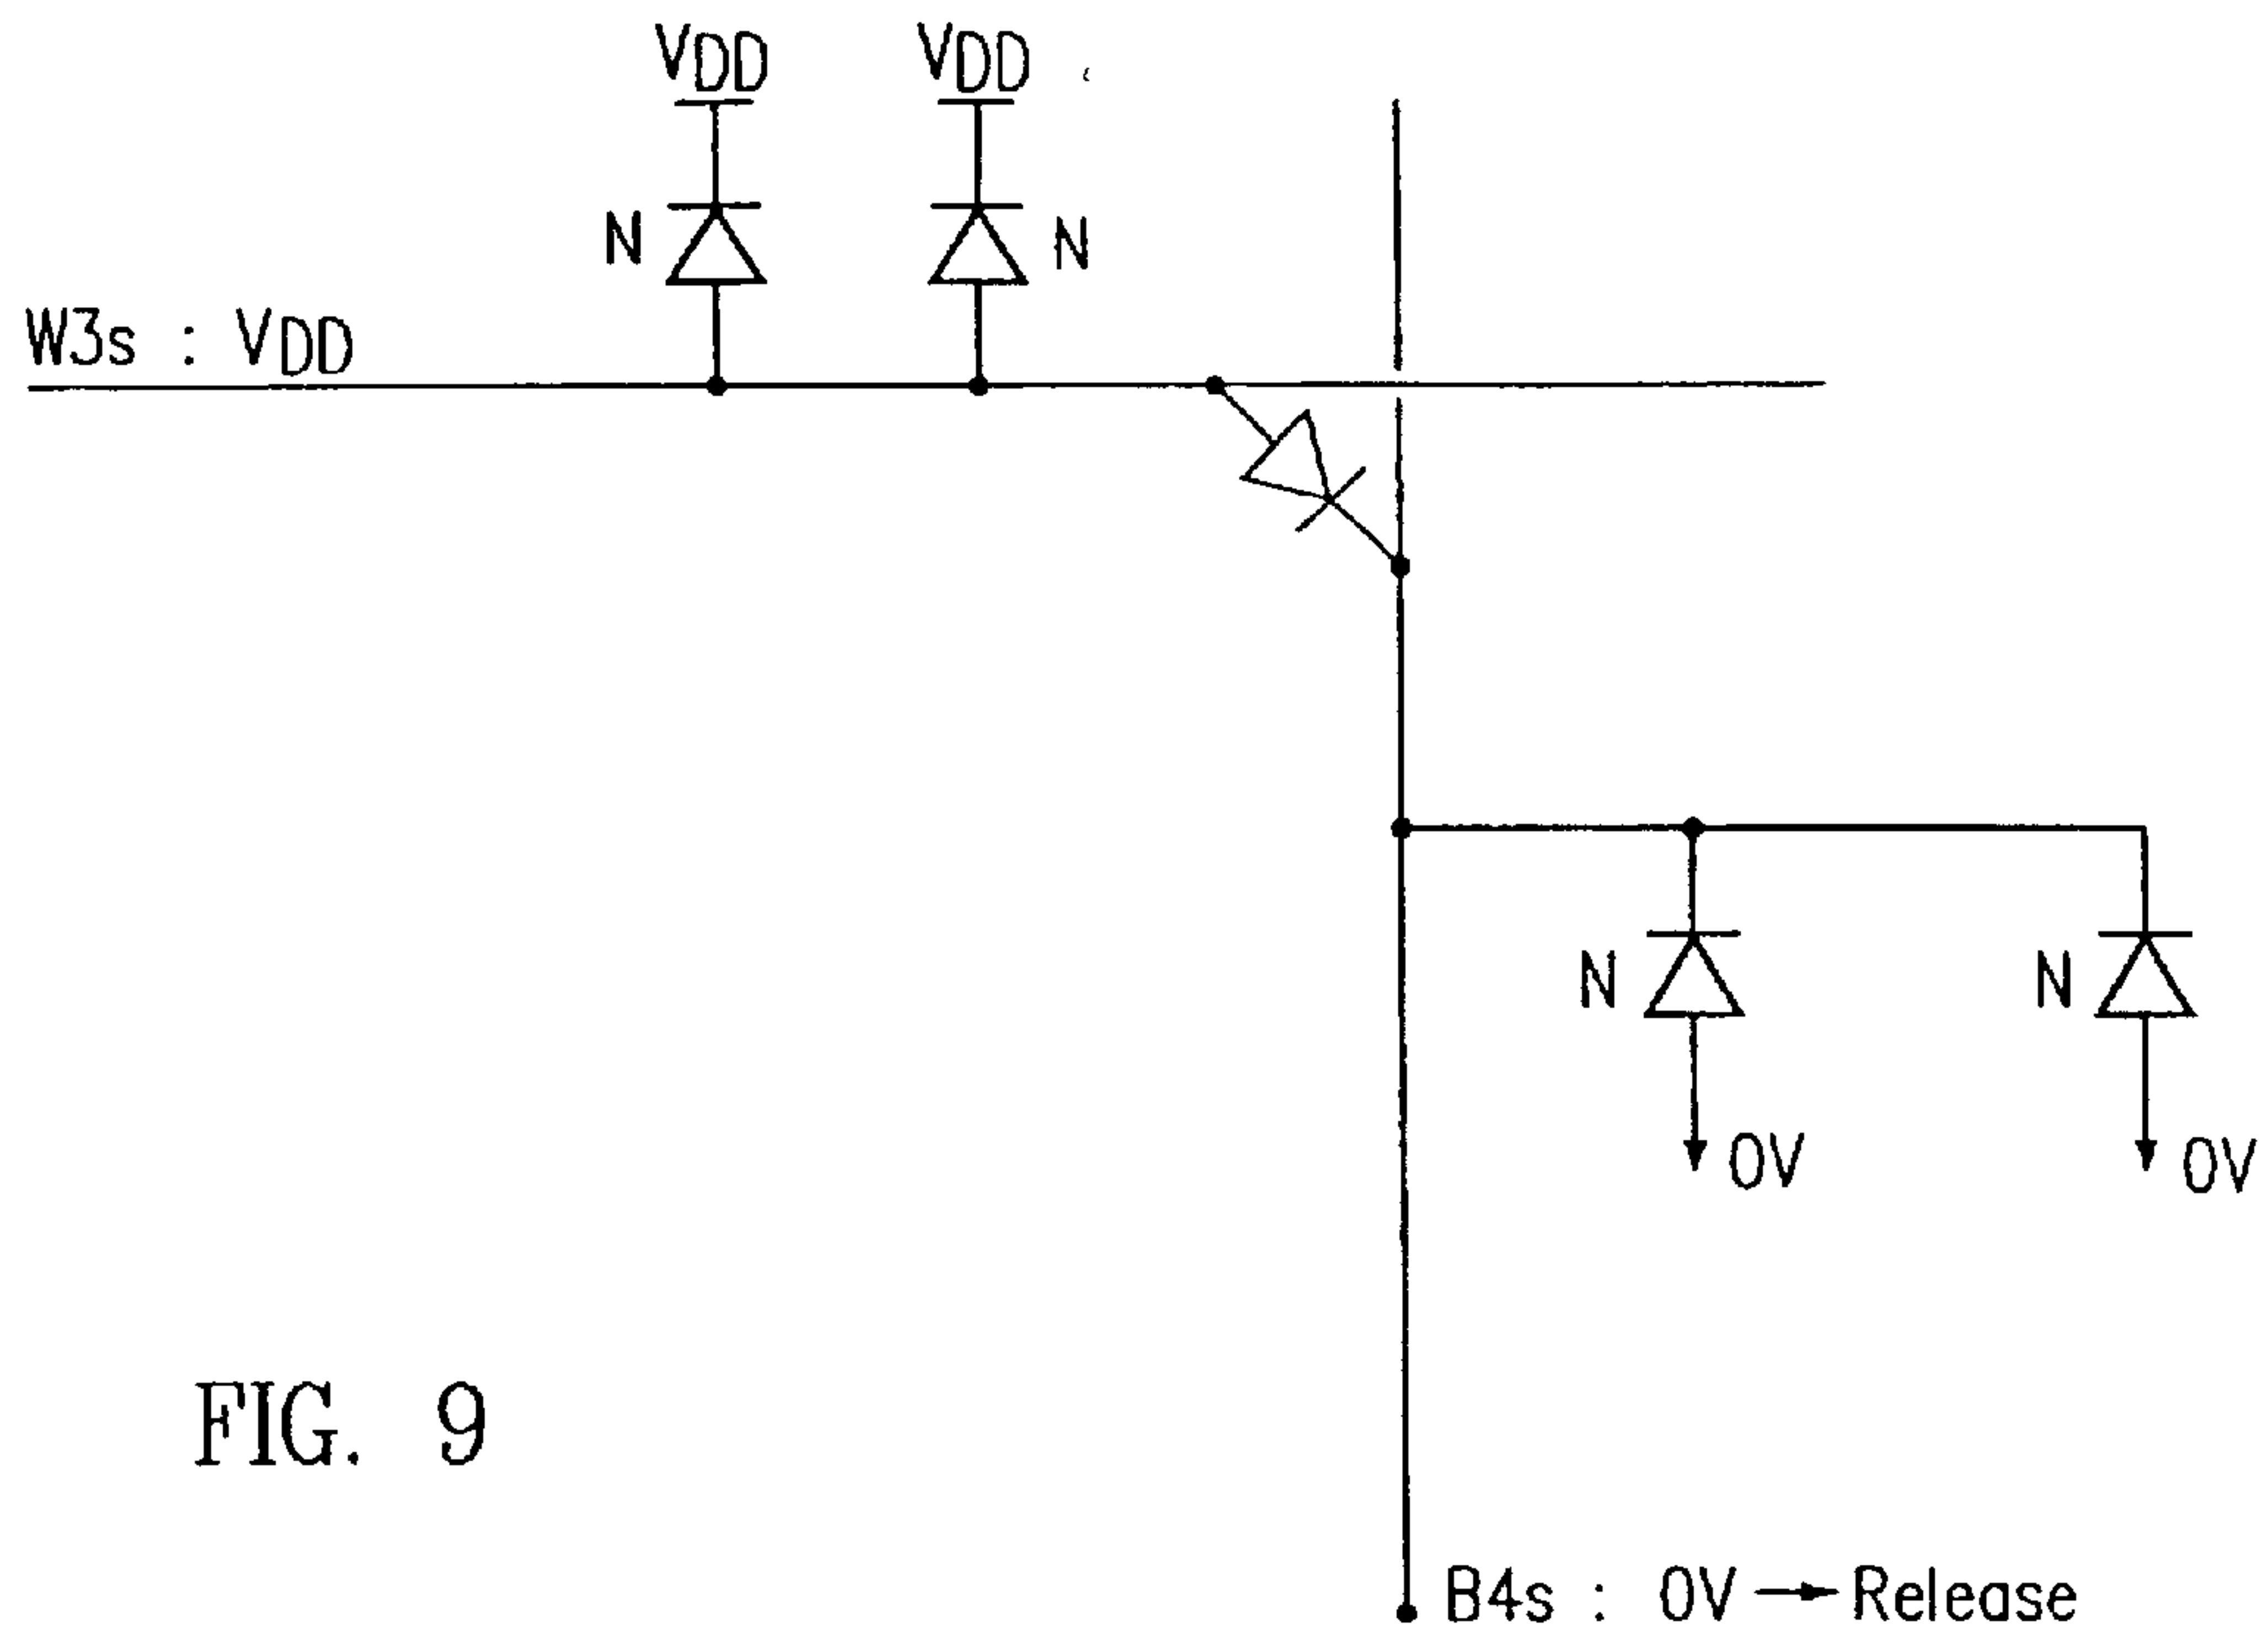 VDD VDD
N N
W3s : VDD
N N
0V 0V
FIG. 9
B4s : 0V → Release